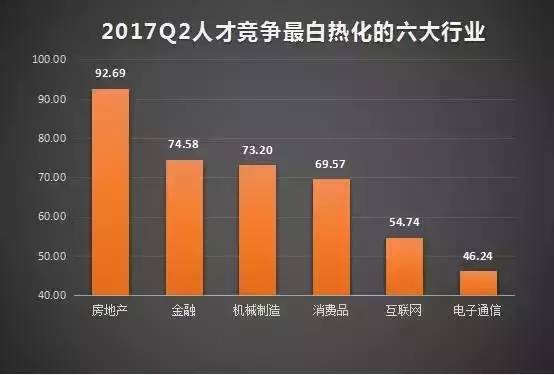 2017Q2人才竞争最白热化的六大行业
100.00
90.00
80.00
70.00
60.00
50.00
40.00
92.69
74.58
73.20
69.57
54.74
46.24
房地产
金融
机械制造
消费品
互联网
电子通信